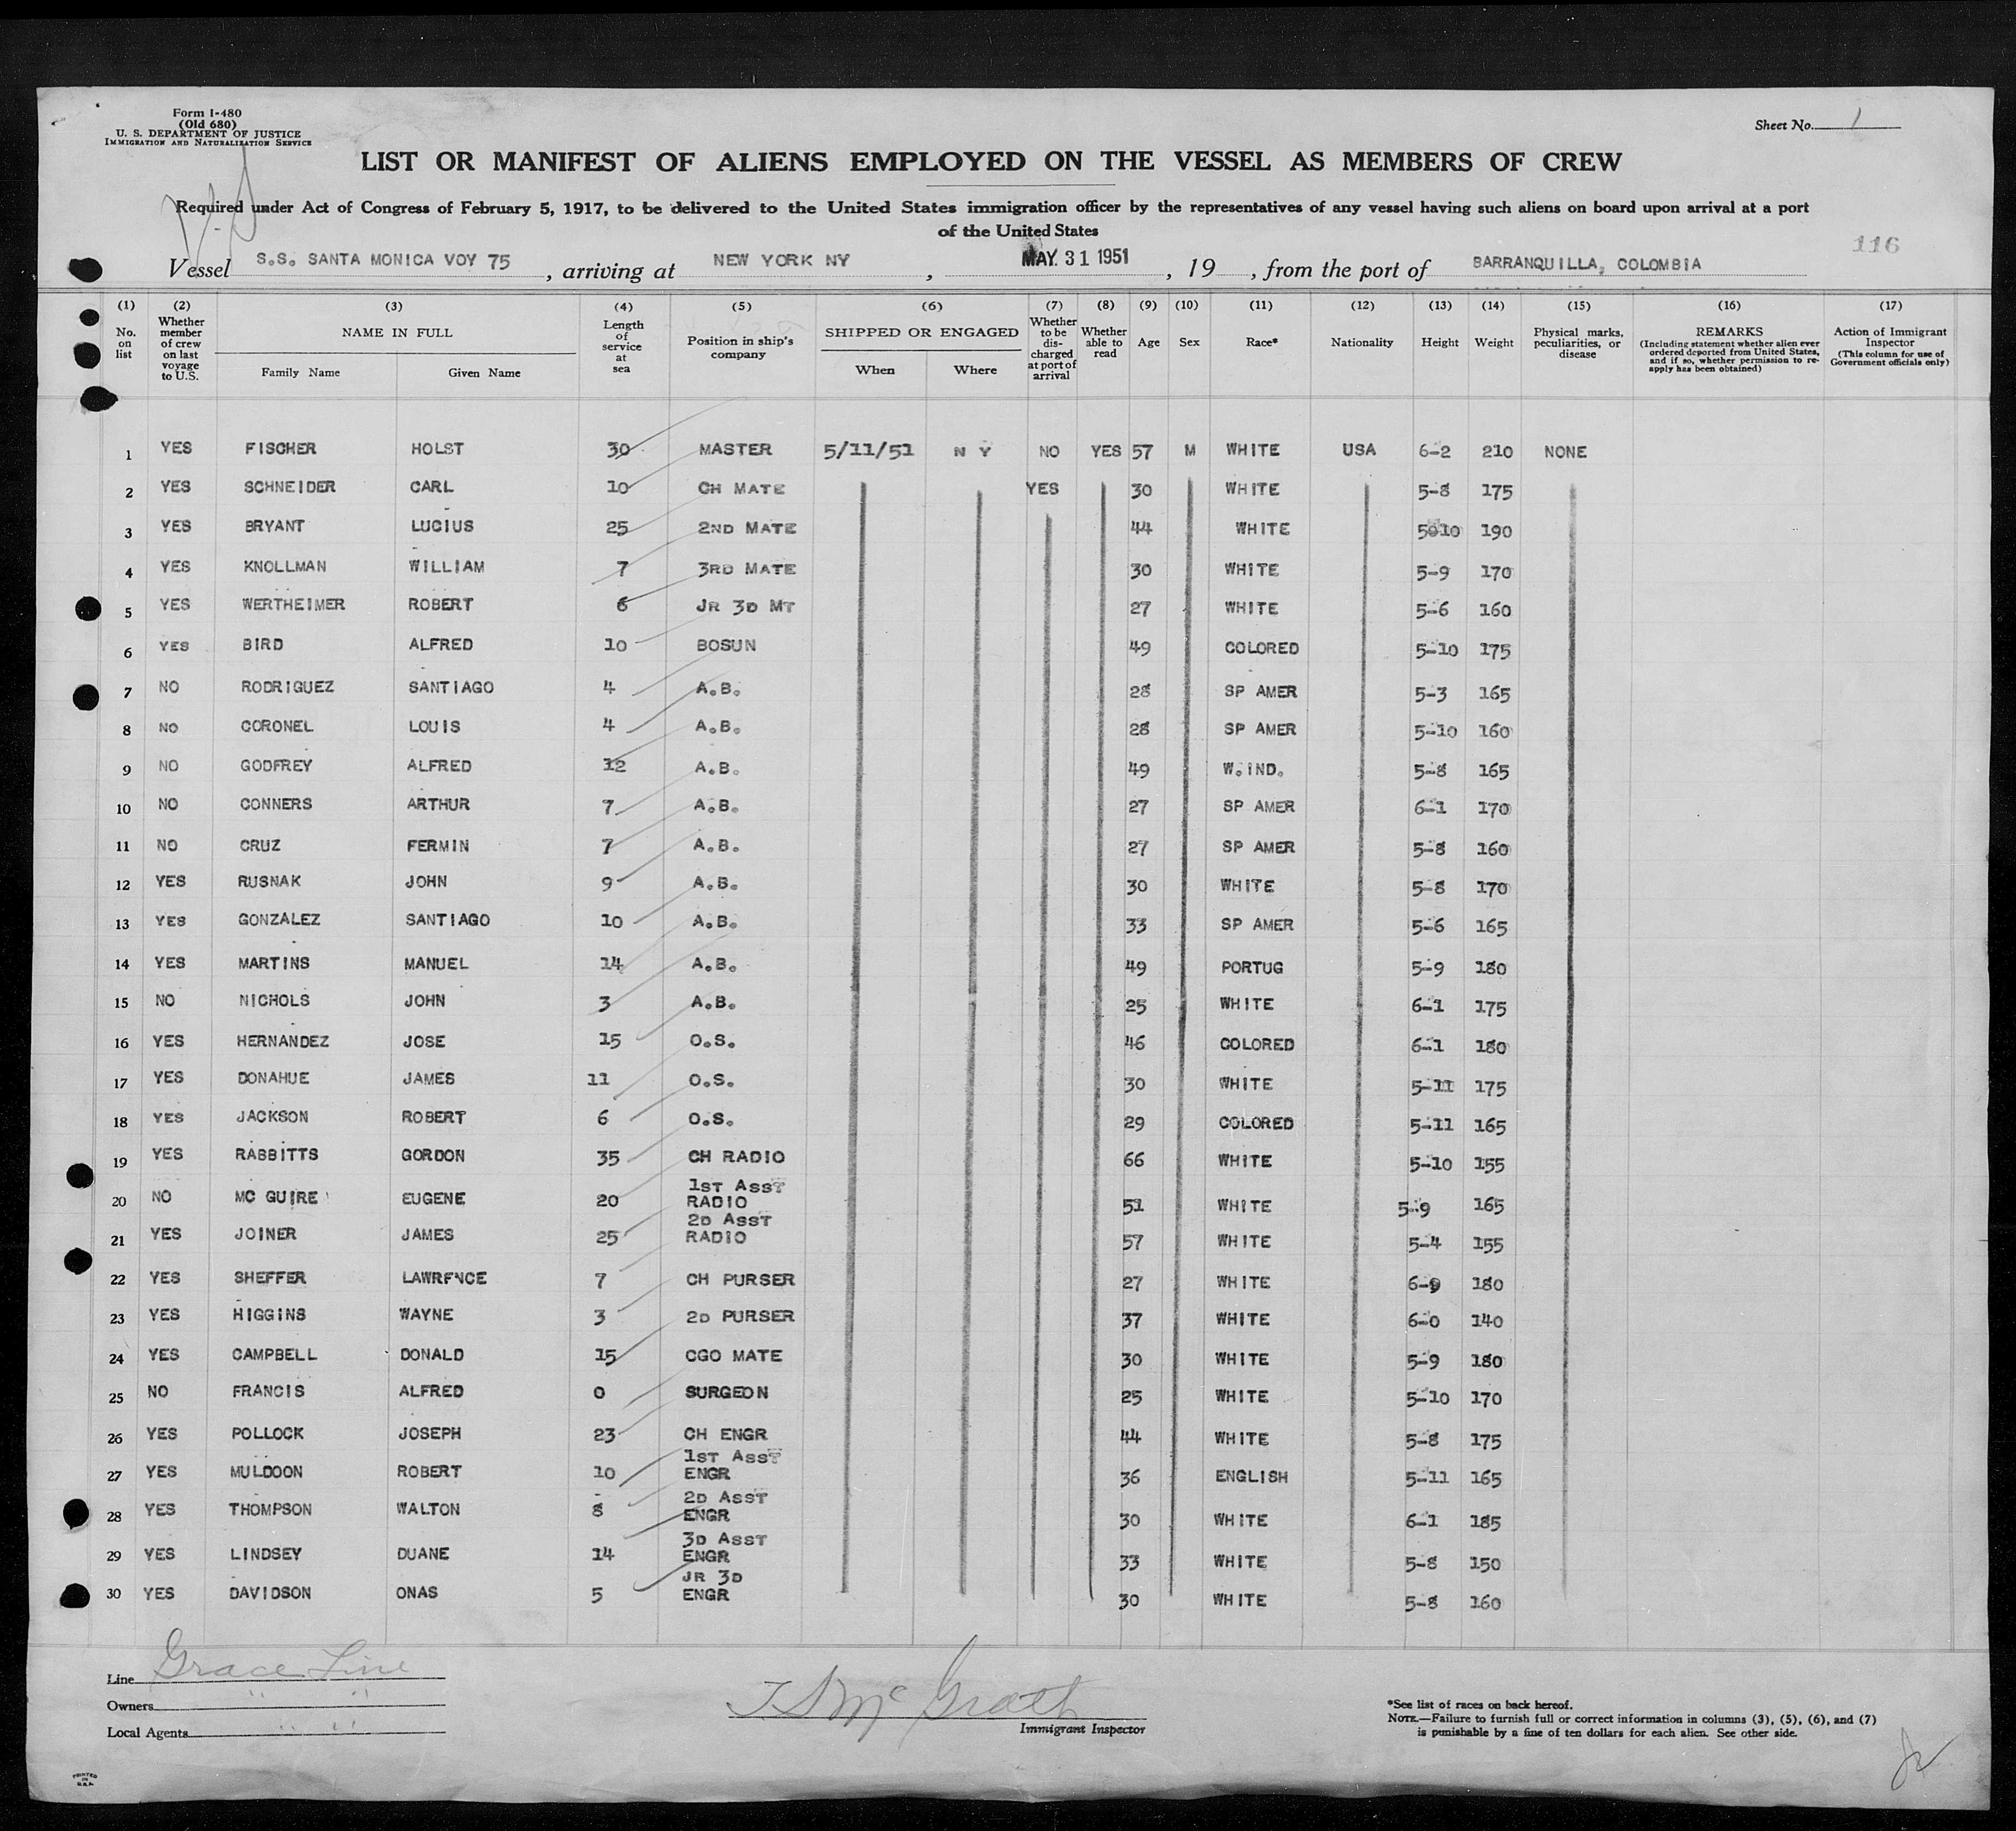 Form I-480
(Old 680)
U. S. DEPARTMENT OF JUSTICE
IMMIGRATION AND NATURALIZATION SERVICE
Sheet No. 1
LIST OR MANIFEST OF ALIENS EMPLOYED ON THE VESSEL AS MEMBERS OF CREW
Required under Act of Congress of February 5, 1917, to be delivered to the United States immigration officer by the representatives of any vessel having such aliens on board upon arrival at a port
of the United States
116
Vessel S.S. SANTA MONICA VOY 75, arriving at NEW YORK NY, MAY 31 1951, 19, from the port of BARRANQUILLA, COLOMBIA
(1) (2) (3) (4) (5) (6) (7) (8) (9) (10) (11) (12) (13) (14) (15) (16) (17)
No. on list
Whether member of crew on last voyage to U.S.
NAME IN FULL
Family Name Given Name
Length of service at sea
Position in ship's company
SHIPPED OR ENGAGED
When Where
Whether to be discharged at port of arrival
Whether able to read
Age
Sex
Race*
Nationality
Height
Weight
Physical marks, peculiarities, or disease
REMARKS
(Including statement whether alien ever ordered deported from United States, and if so, whether permission to reapply has been obtained)
Action of Immigrant Inspector
(This column for use of Government officials only)
1 YES FISCHER HOLST 30 MASTER 5/11/51 N Y NO YES 57 M WHITE USA 6-2 210 NONE
2 YES SCHNEIDER CARL 10 CH MATE YES 30 WHITE 5-8 175
3 YES BRYANT LUCIUS 25 2ND MATE 44 WHITE 5-10 190
4 YES KNOLLMAN WILLIAM 7 3RD MATE 30 WHITE 5-9 170
5 YES WERTHEIMER ROBERT 6 JR 3D MT 27 WHITE 5-6 160
6 YES BIRD ALFRED 10 BOSUN 49 COLORED 5-10 175
7 NO RODRIGUEZ SANTIAGO 4 A.B. 28 SP AMER 5-3 165
8 NO CORONEL LOUIS 4 A.B. 28 SP AMER 5-10 160
9 NO GODFREY ALFRED 12 A.B. 49 W.IND. 5-8 165
10 NO CONNERS ARTHUR 7 A.B. 27 SP AMER 6-1 170
11 NO CRUZ FERMIN 7 A.B. 27 SP AMER 5-8 160
12 YES RUSNAK JOHN 9 A.B. 30 WHITE 5-8 170
13 YES GONZALEZ SANTIAGO 10 A.B. 33 SP AMER 5-6 165
14 YES MARTINS MANUEL 14 A.B. 49 PORTUG 5-9 180
15 NO NICHOLS JOHN 3 A.B. 25 WHITE 6-1 175
16 YES HERNANDEZ JOSE 15 O.S. 46 COLORED 6-1 180
17 YES DONAHUE JAMES 11 O.S. 30 WHITE 5-11 175
18 YES JACKSON ROBERT 6 O.S. 29 COLORED 5-11 165
19 YES RABBITTS GORDON 35 CH RADIO 66 WHITE 5-10 155
20 NO MC GUIRE EUGENE 20 1ST ASST RADIO 51 WHITE 5-9 165
21 YES JOINER JAMES 25 2D ASST RADIO 57 WHITE 5-4 155
22 YES SHEFFER LAWRENCE 7 CH PURSER 27 WHITE 6-9 180
23 YES HIGGINS WAYNE 3 2D PURSER 37 WHITE 6-0 140
24 YES CAMPBELL DONALD 15 CGO MATE 30 WHITE 5-9 180
25 NO FRANCIS ALFRED 0 SURGEON 25 WHITE 5-10 170
26 YES POLLOCK JOSEPH 23 CH ENGR 44 WHITE 5-8 175
27 YES MULDOON ROBERT 10 1ST ASST ENGR 36 ENGLISH 5-11 165
28 YES THOMPSON WALTON 8 2D ASST ENGR 30 WHITE 6-1 185
29 YES LINDSEY DUANE 14 3D ASST ENGR 33 WHITE 5-8 150
30 YES DAVIDSON ONAS 5 JR 3D ENGR 30 WHITE 5-8 160
Line Grace Line
Owners " "
Local Agents " "
T S McGrath
Immigrant Inspector
*See list of races on back hereof.
NOTE.—Failure to furnish full or correct information in columns (3), (5), (6), and (7)
is punishable by a fine of ten dollars for each alien. See other side.
PRINTED
IN
U.S.A.